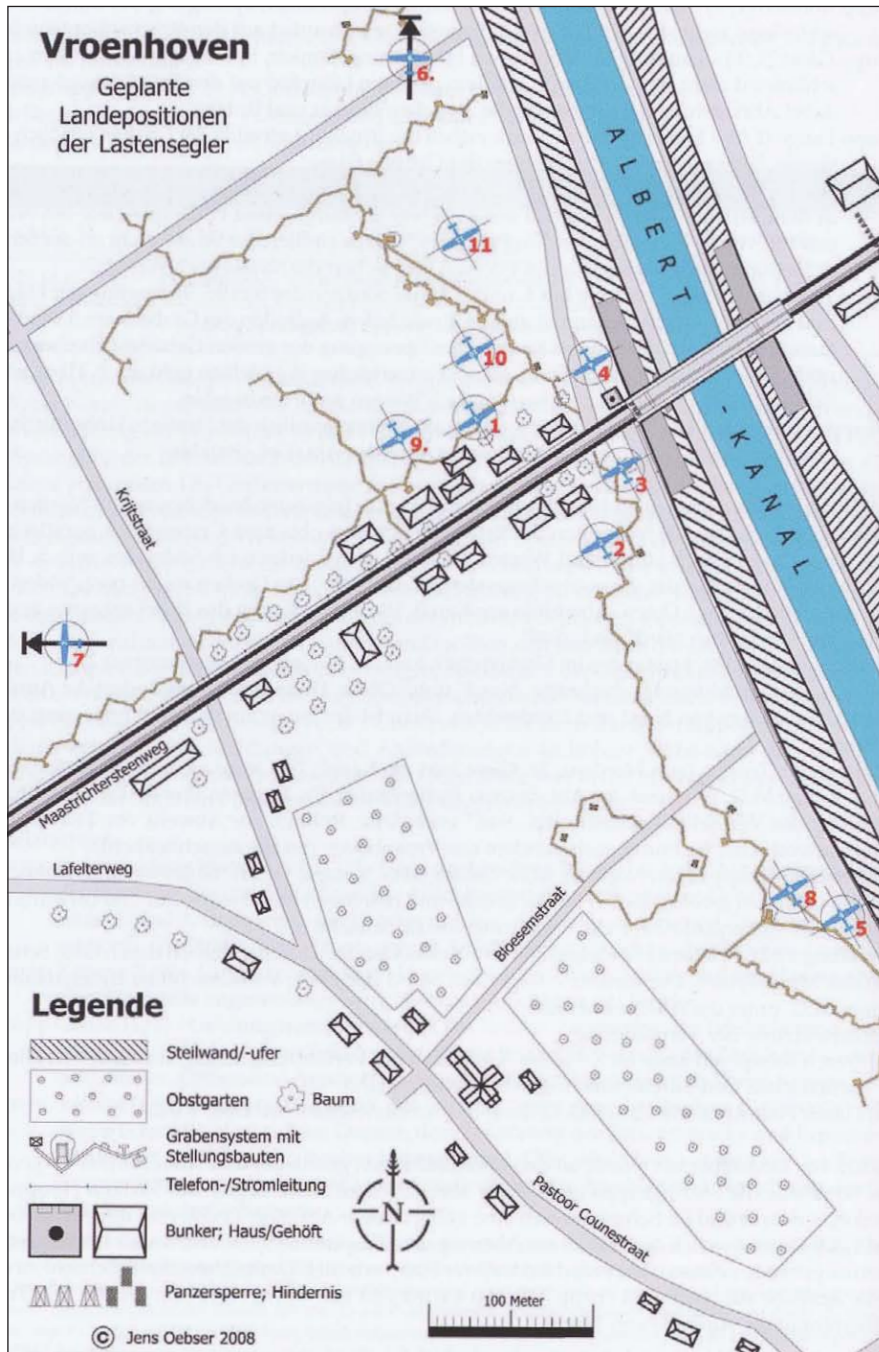 Vroenhoven
Geplante
Landepositionen
der Lastensegler
6.
ALBERT
-KANAL
11
10
4
1
9
3
2
7
8
5
Krijtstraat
Maastrichtersteenweg
Lafelterweg
Bloesemstraat
Pastoor Counestraat
Legende
Steilwand/-ufer
Obstgarten
Baum
Grabensystem mit
Stellungsbauten
Telefon-/Stromleitung
Bunker; Haus/Gehöft
Panzersperre; Hindernis
N
100 Meter
© Jens Oebser 2008